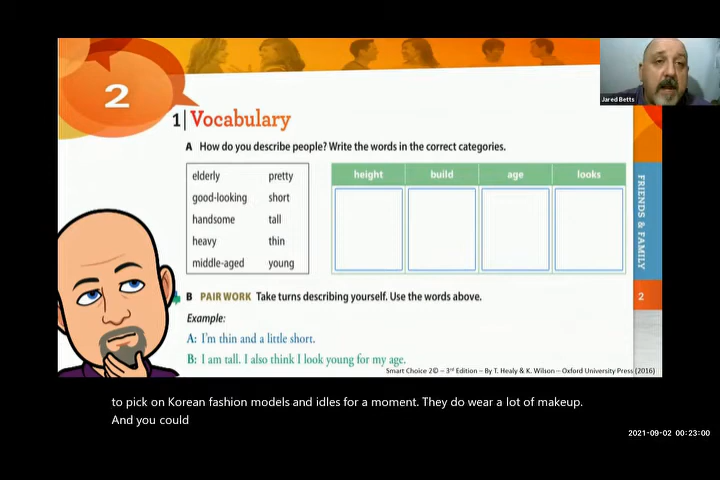 2
1 | Vocabulary
A How do you describe people? Write the words in the correct categories.
elderly pretty
good-looking short
handsome tall
heavy thin
middle-aged young
height build age looks
B PAIR WORK Take turns describing yourself. Use the words above.
Example:
A: I'm thin and a little short.
B: I am tall. I also think I look young for my age.
Smart Choice 2© – 3rd Edition – By T. Healy & K. Wilson – Oxford University Press (2016)
FRIENDS & FAMILY
2
Jared Betts
to pick on Korean fashion models and idles for a moment. They do wear a lot of makeup.
And you could
2021-09-02 00:23:00